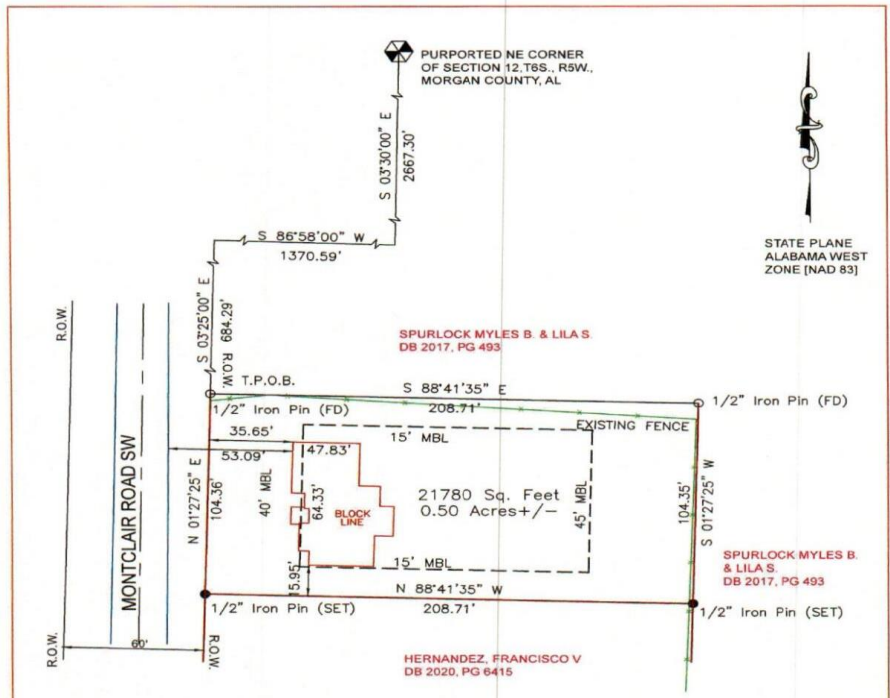 PURPORTED NE CORNER
OF SECTION 12,T6S., R5W.,
MORGAN COUNTY, AL
S 03°30'00" E
2667.30'
S 86°58'00" W
1370.59'
STATE PLANE
ALABAMA WEST
ZONE [NAD 83]
S 03°25'00" E
684.29'
R.O.W.
R.O.W.
SPURLOCK MYLES B. & LILA S.
DB 2017, PG 493
T.P.O.B.
S 88°41'35" E
208.71'
1/2" Iron Pin (FD)
1/2" Iron Pin (FD)
EXISTING FENCE
35.65'
15' MBL
47.83'
53.09'
MONTCLAIR ROAD SW
N 01°27'25" E
104.36'
40' MBL
64.33'
BLOCK
LINE
21780 Sq. Feet
0.50 Acres+/-
45' MBL
104.35'
S 01°27'25" W
15' MBL
15.95'
SPURLOCK MYLES B.
& LILA S.
DB 2017, PG 493
N 88°41'35" W
208.71'
1/2" Iron Pin (SET)
1/2" Iron Pin (SET)
R.O.W.
60'
R.O.W.
HERNANDEZ, FRANCISCO V
DB 2020, PG 6415